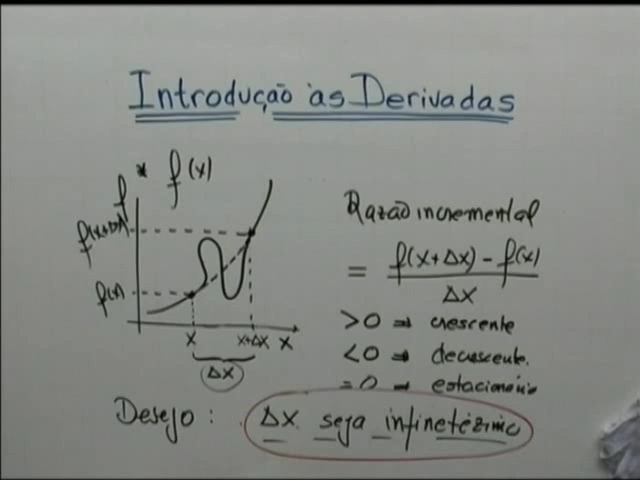 Introdução às Derivadas
f * f(x)
f(x+Δx)
f(x)
x x+Δx x
Δx
Razão incremental
= f(x+Δx) - f(x)
Δx
>0 ⇒ crescente
<0 ⇒ decrescente.
=0 ⇒ estacionário
Desejo: Δx seja infinetézimo